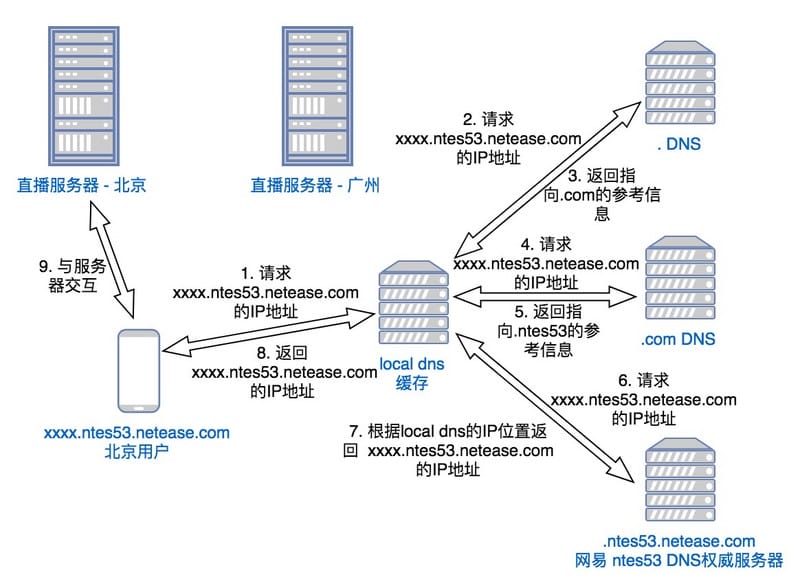 直播服务器 - 北京
直播服务器 - 广州
2. 请求
xxxx.ntes53.netease.com
的IP地址
. DNS
3. 返回指
向.com的参考信
息
9. 与服务
器交互
1. 请求
xxxx.ntes53.netease.com
的IP地址
4. 请求
xxxx.ntes53.netease.com
的IP地址
5. 返回指
向.ntes53的参
考信息
.com DNS
8. 返回
xxxx.ntes53.netease.com
的IP地址
local dns
缓存
xxxx.ntes53.netease.com
北京用户
6. 请求
xxxx.ntes53.netease.com
的IP地址
7. 根据local dns的IP位置返
回 xxxx.ntes53.netease.com
的IP地址
.ntes53.netease.com
网易 ntes53 DNS权威服务器